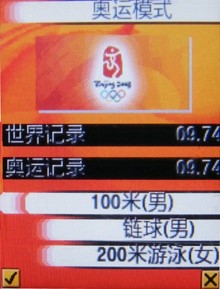 奥运模式
Beijing 2008
世界记录 09.74
奥运记录 09.74
100米(男)
链球(男)
200米游泳(女)